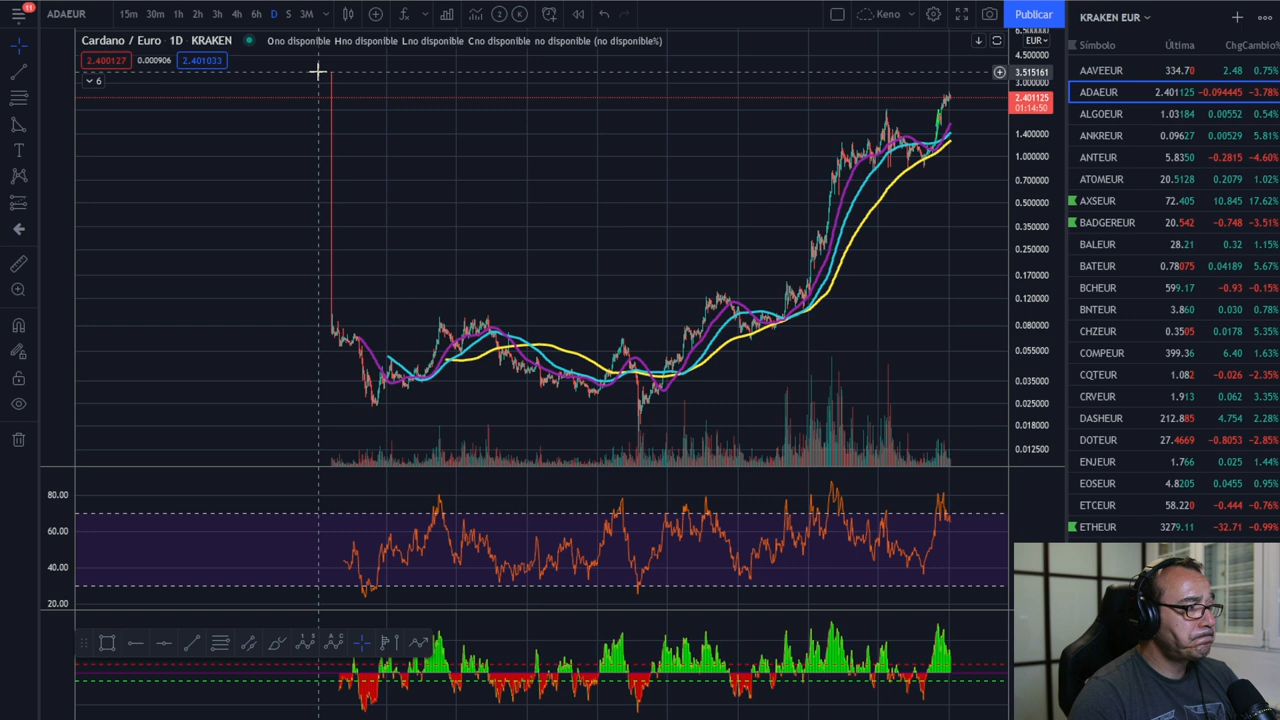 11
ADAEUR 15m 30m 1h 2h 3h 4h 6h D S 3M 2 K Keno Publicar
Cardano / Euro · 1D · KRAKEN Ono disponible Hno disponible Lno disponible Cno disponible no disponible (no disponible%)
2.400127 0.000906 2.401033
6
EUR
6.500000
4.500000
3.515161
3.000000
2.401125
01:14:50
1.400000
1.000000
0.700000
0.500000
0.350000
0.250000
0.170000
0.120000
0.080000
0.055000
0.035000
0.025000
0.018000
0.012500
80.00
60.00
40.00
20.00
KRAKEN EUR
Símbolo Última Chg Cambio%
AAVEEUR 334.70 2.48 0.75%
ADAEUR 2.401125 -0.094445 -3.78%
ALGOEUR 1.03184 0.00552 0.54%
ANKREUR 0.09627 0.00529 5.81%
ANTEUR 5.8350 -0.2815 -4.60%
ATOMEUR 20.5128 0.2079 1.02%
AXSEUR 72.405 10.845 17.62%
BADGEREUR 20.542 -0.748 -3.51%
BALEUR 28.21 0.32 1.15%
BATEUR 0.78075 0.04189 5.67%
BCHEUR 599.17 -0.93 -0.15%
BNTEUR 3.860 0.030 0.78%
CHZEUR 0.3505 0.0178 5.35%
COMPEUR 399.36 6.40 1.63%
CQTEUR 1.082 -0.026 -2.35%
CRVEUR 1.913 0.062 3.35%
DASHEUR 212.885 4.754 2.28%
DOTEUR 27.4669 -0.8053 -2.85%
ENJEUR 1.766 0.025 1.44%
EOSEUR 4.8205 0.0455 0.95%
ETCEUR 58.220 -0.444 -0.76%
ETHEUR 3279.11 -32.71 -0.99%